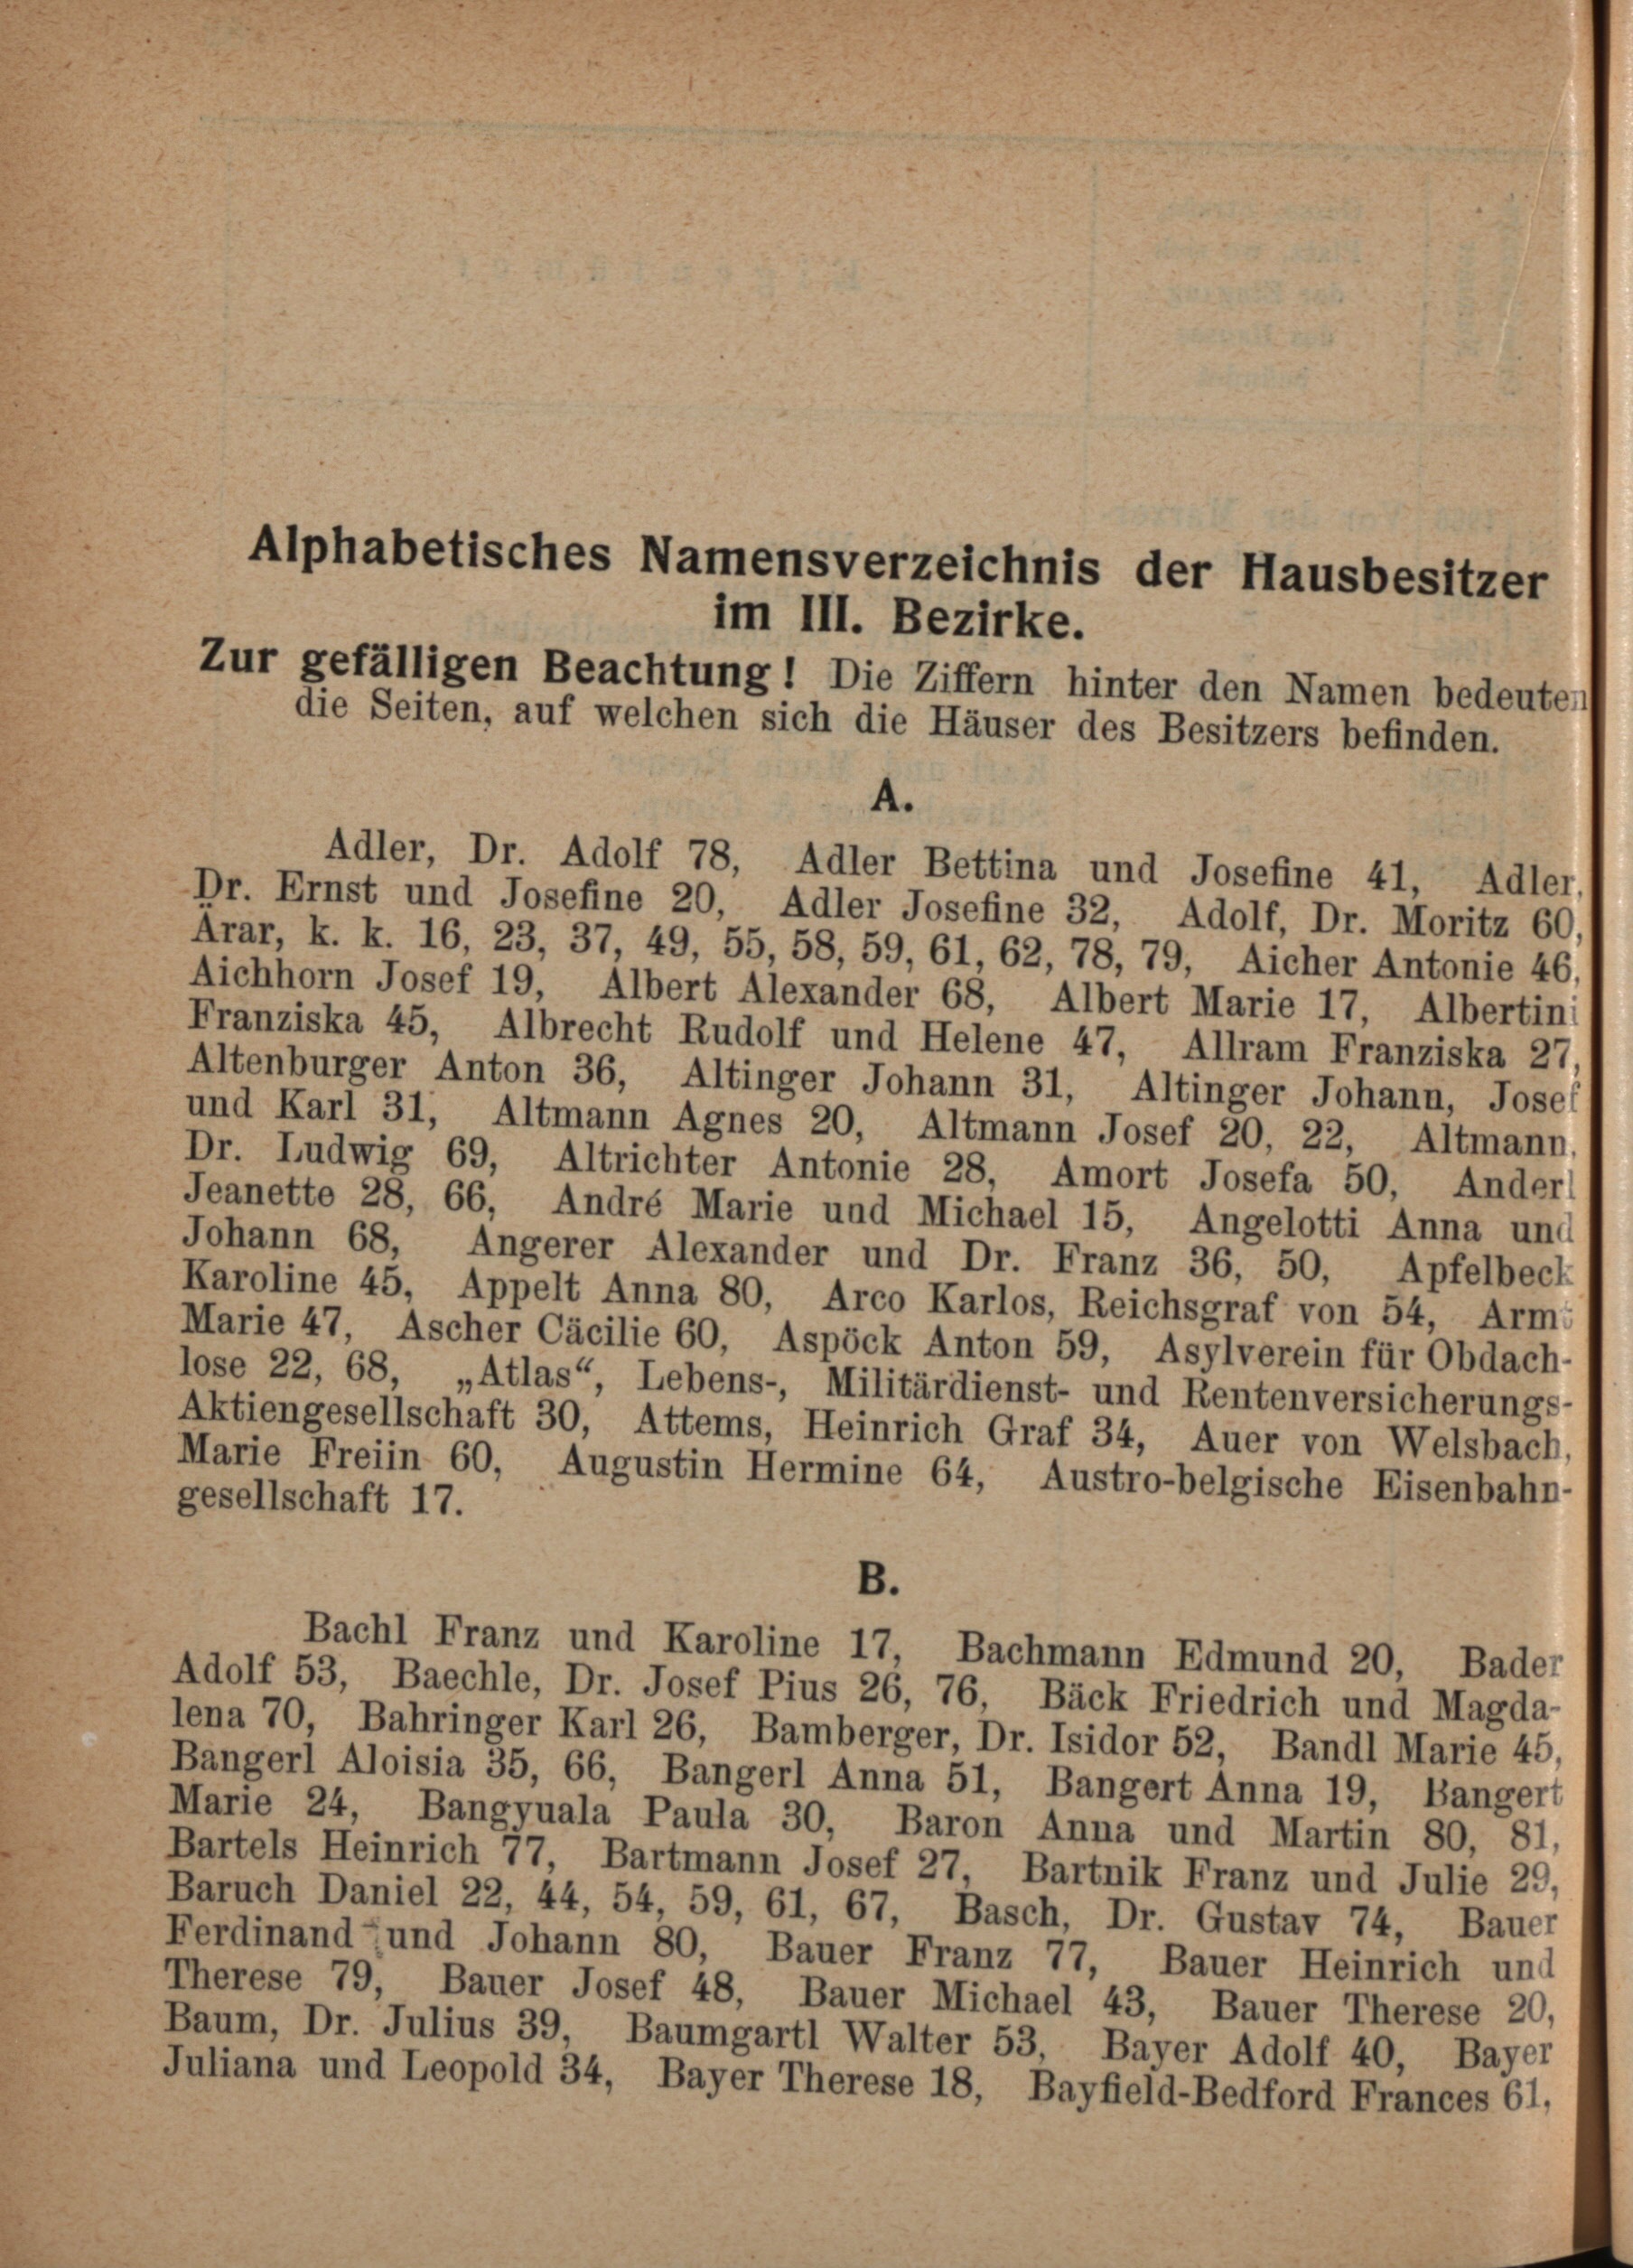 Alphabetisches Namensverzeichnis der Hausbesitzer
im III. Bezirke.
Zur gefälligen Beachtung! Die Ziffern hinter den Namen bedeuten
die Seiten, auf welchen sich die Häuser des Besitzers befinden.
A.
Adler, Dr. Adolf 78, Adler Bettina und Josefine 41, Adler,
Dr. Ernst und Josefine 20, Adler Josefine 32, Adolf, Dr. Moritz 60,
Ärar, k. k. 16, 23, 37, 49, 55, 58, 59, 61, 62, 78, 79, Aicher Antonie 46,
Aichhorn Josef 19, Albert Alexander 68, Albert Marie 17, Albertini
Franziska 45, Albrecht Rudolf und Helene 47, Allram Franziska 27,
Altenburger Anton 36, Altinger Johann 31, Altinger Johann, Josef
und Karl 31, Altmann Agnes 20, Altmann Josef 20, 22, Altmann,
Dr. Ludwig 69, Altrichter Antonie 28, Amort Josefa 50, Anderl
Jeanette 28, 66, André Marie und Michael 15, Angelotti Anna und
Johann 68, Angerer Alexander und Dr. Franz 36, 50, Apfelbeck
Karoline 45, Appelt Anna 80, Arco Karlos, Reichsgraf von 54,
Marie 47, Ascher Cäcilie 60, Aspöck Anton 59, Asylverein für Obdach-
lose 22, 68, „Atlas“, Lebens-, Militärdienst- und Rentenversicherungs-
Aktiengesellschaft 30, Attems, Heinrich Graf 34, Auer von Welsbach,
Marie Freiin 60, Augustin Hermine 64, Austro-belgische Eisenbahn-
gesellschaft 17.
B.
Bachl Franz und Karoline 17, Bachmann Edmund 20, Bader
Adolf 53, Baechle, Dr. Josef Pius 26, 76, Bäck Friedrich und Magda-
lena 70, Bahringer Karl 26, Bamberger, Dr. Isidor 52, Bandl Marie 45,
Bangerl Aloisia 35, 66, Bangerl Anna 51, Bangert Anna 19, Bangert
Marie 24, Bangyuala Paula 30, Baron Anna und Martin 80, 81,
Bartels Heinrich 77, Bartmann Josef 27, Bartnik Franz und Julie 29,
Baruch Daniel 22, 44, 54, 59, 61, 67, Basch, Dr. Gustav 74, Bauer
Ferdinand und Johann 80, Bauer Franz 77, Bauer Heinrich und
Therese 79, Bauer Josef 48, Bauer Michael 43, Bauer Therese 20,
Baum, Dr. Julius 39, Baumgartl Walter 53, Bayer Adolf 40, Bayer
Juliana und Leopold 34, Bayer Therese 18, Bayfield-Bedford Frances 61,